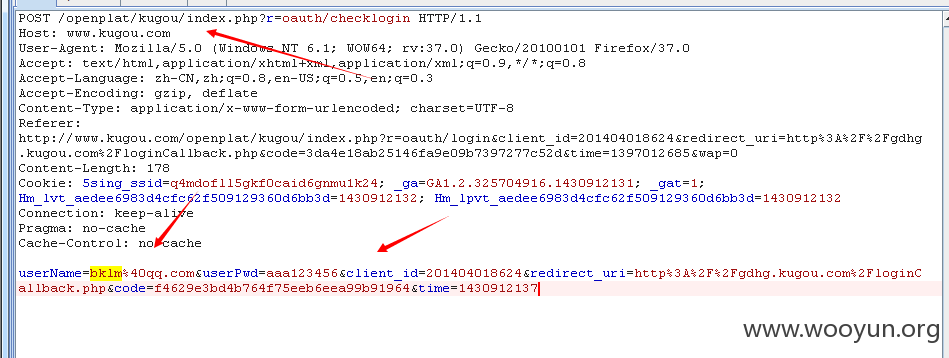 POST /openplat/kugou/index.php?r=oauth/checklogin HTTP/1.1
Host: www.kugou.com
User-Agent: Mozilla/5.0 (Windows NT 6.1; WOW64; rv:37.0) Gecko/20100101 Firefox/37.0
Accept: text/html,application/xhtml+xml,application/xml;q=0.9,*/*;q=0.8
Accept-Language: zh-CN,zh;q=0.8,en-US;q=0.5,en;q=0.3
Accept-Encoding: gzip, deflate
Content-Type: application/x-www-form-urlencoded; charset=UTF-8
Referer:
http://www.kugou.com/openplat/kugou/index.php?r=oauth/login&client_id=201404018624&redirect_uri=http%3A%2F%2Fgdhg
.kugou.com%2FloginCallback.php&code=3da4e18ab25146fa9e09b7397277c52d&time=1397012685&wap=0
Content-Length: 178
Cookie: 5sing_ssid=q4mdofl15gkf0caid6gnmu1k24; _ga=GA1.2.325704916.1430912131; _gat=1;
Hm_lvt_aedee6983d4cfc62f509129360d6bb3d=1430912132; Hm_lpvt_aedee6983d4cfc62f509129360d6bb3d=1430912132
Connection: keep-alive
Pragma: no-cache
Cache-Control: no-cache
userName=bklm%40qq.com&userPwd=aaa123456&client_id=201404018624&redirect_uri=http%3A%2F%2Fgdhg.kugou.com%2FloginC
allback.php&code=f4629e3bd4b764f75eeb6eea99b91964&time=1430912137
www.wooyun.org